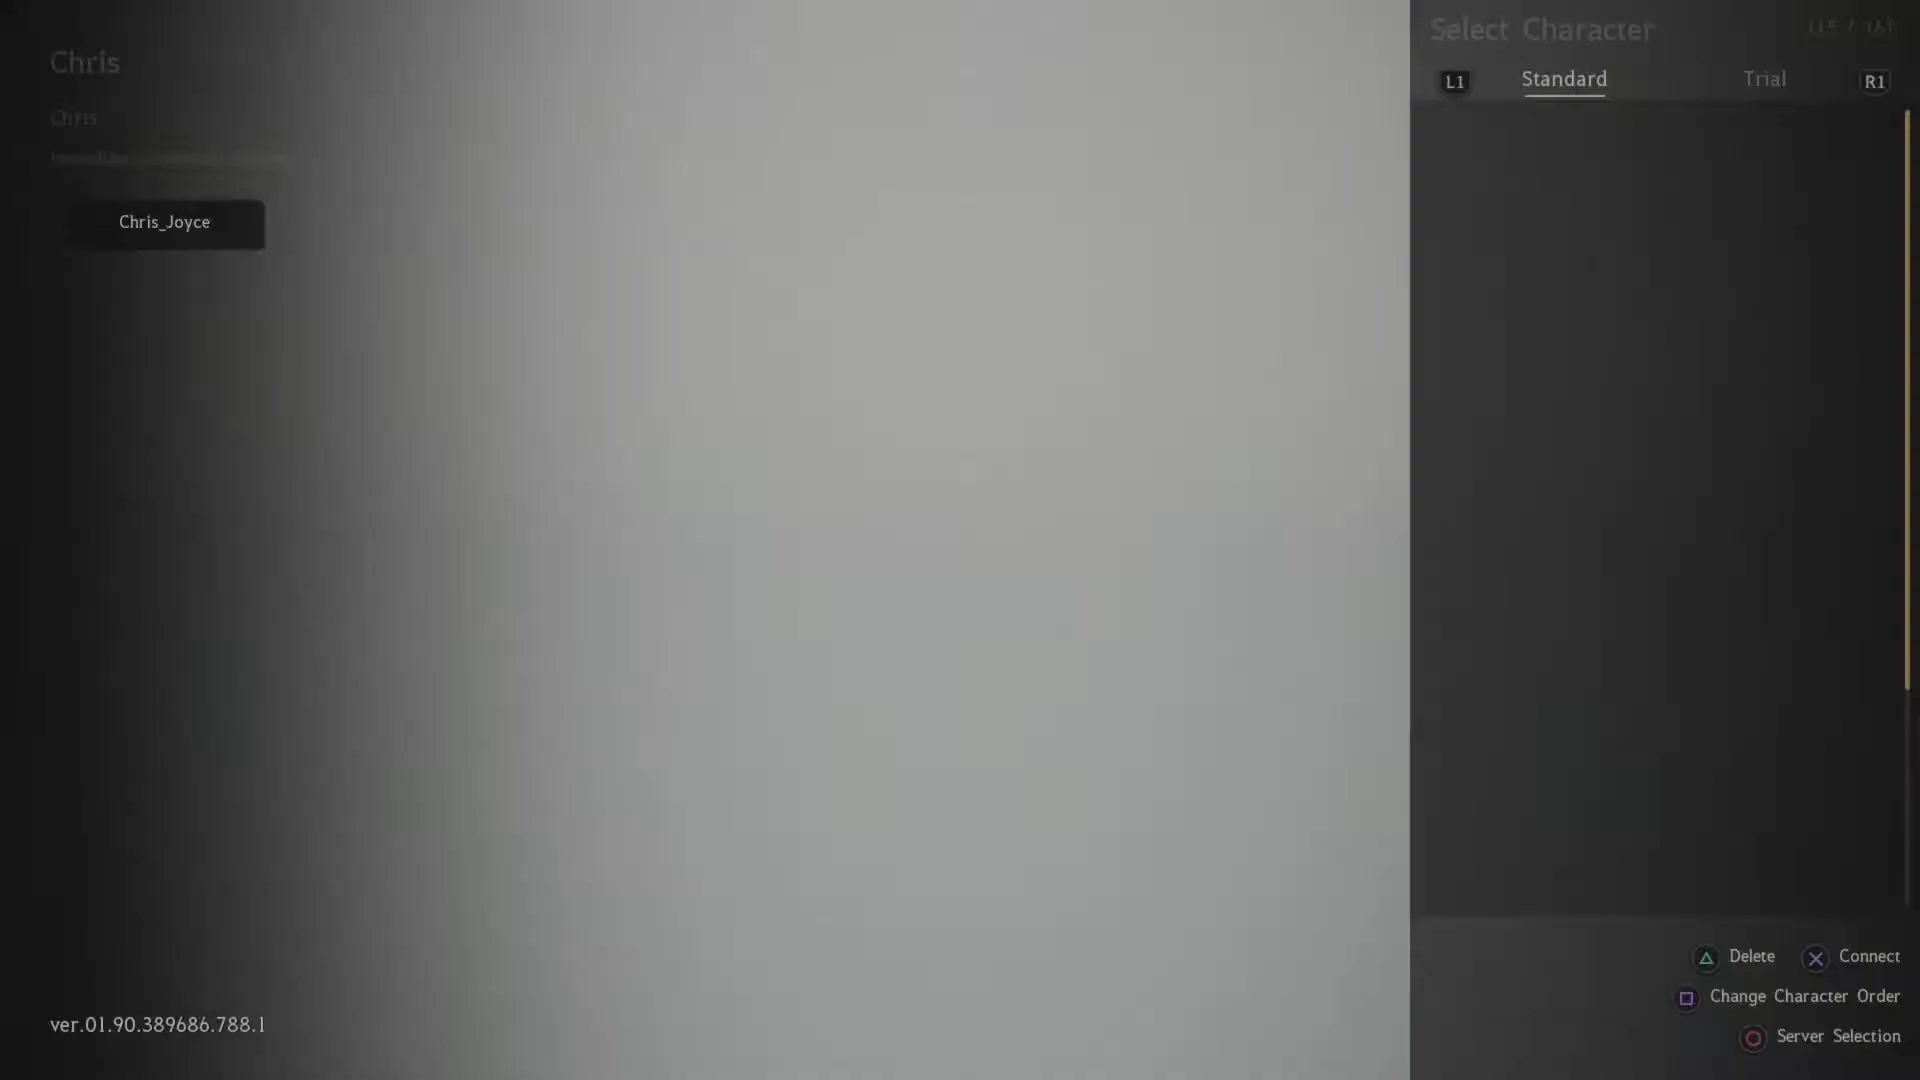 Chris
Chris
Chris_Joyce
ver.01.90.389686.788.1
Select Character
L1 Standard Trial R1
Delete Connect
Change Character Order
Server Selection